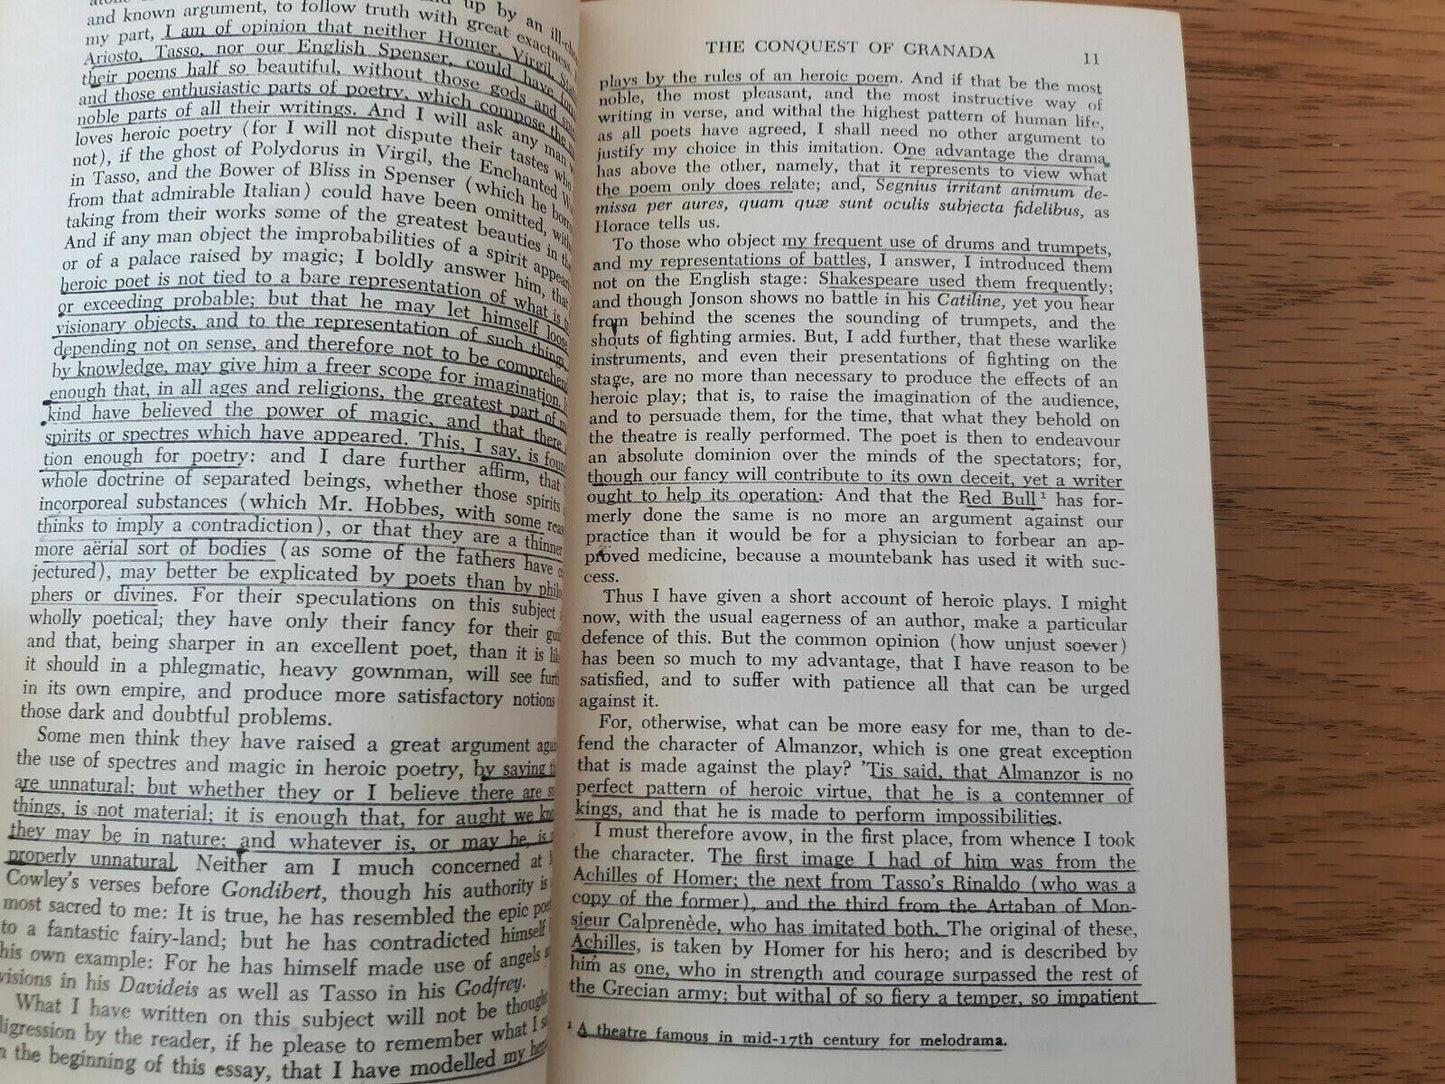 up by an ill-
and known argument, to follow truth with great exactness
my part, I am of opinion that neither Homer, Virgil,
Ariosto, Tasso, nor our English Spenser, could have
their poems half so beautiful, without those gods and
and those enthusiastic parts of poetry, which compose the
noble parts of all their writings. And I will ask any man
loves heroic poetry (for I will not dispute their tastes
not), if the ghost of Polydorus in Virgil, the Enchanted
in Tasso, and the Bower of Bliss in Spenser (which he
from that admirable Italian) could have been omitted,
taking from their works some of the greatest beauties in
And if any man object the improbabilities of a spirit
or of a palace raised by magic; I boldly answer him, that
heroic poet is not tied to a bare representation of what is
or exceeding probable; but that he may let himself loose
visionary objects, and to the representation of such things,
depending not on sense, and therefore not to be
by knowledge, may give him a freer scope for imagination.
enough that, in all ages and religions, the greatest part of
kind have believed the power of magic, and that there
spirits or spectres which have appeared. This, I say, is
tion enough for poetry: and I dare further affirm, that
whole doctrine of separated beings, whether those spirits
incorporeal substances (which Mr. Hobbes, with some
thinks to imply a contradiction), or that they are a thinner
more aërial sort of bodies (as some of the fathers have
jectured), may better be explicated by poets than by
phers or divines. For their speculations on this subject
wholly poetical; they have only their fancy for their
and that, being sharper in an excellent poet, than it is
it should in a phlegmatic, heavy gownman, will see
in its own empire, and produce more satisfactory notions
those dark and doubtful problems.
Some men think they have raised a great argument
the use of spectres and magic in heroic poetry, by saying
are unnatural: but whether they or I believe there are
things, is not material; it is enough that, for aught we
they may be in nature: and whatever is, or may be, is
properly unnatural. Neither am I much concerned at
Cowley's verses before Gondibert, though his authority is
most sacred to me: It is true, he has resembled the epic
to a fantastic fairy-land; but he has contradicted himself
his own example: For he has himself made use of angels
visions in his Davideis as well as Tasso in his Godfrey.
What I have written on this subject will not be thought
digression by the reader, if he please to remember what I
the beginning of this essay, that I have modelled my
THE CONQUEST OF GRANADA 11
plays by the rules of an heroic poem. And if that be the most
noble, the most pleasant, and the most instructive way of
writing in verse, and withal the highest pattern of human life,
as all poets have agreed, I shall need no other argument to
justify my choice in this imitation. One advantage the drama
has above the other, namely, that it represents to view what
the poem only does relate; and, Segnius irritant animum de-
missa per aures, quam quæ sunt oculis subjecta fidelibus, as
Horace tells us.
To those who object my frequent use of drums and trumpets,
and my representations of battles, I answer, I introduced them
not on the English stage: Shakespeare used them frequently;
and though Jonson shows no battle in his Catiline, yet you hear
from behind the scenes the sounding of trumpets, and the
shouts of fighting armies. But, I add further, that these warlike
instruments, and even their presentations of fighting on the
stage, are no more than necessary to produce the effects of an
heroic play; that is, to raise the imagination of the audience,
and to persuade them, for the time, that what they behold on
the theatre is really performed. The poet is then to endeavour
an absolute dominion over the minds of the spectators; for,
though our fancy will contribute to its own deceit, yet a writer
ought to help its operation: And that the Red Bull¹ has for-
merly done the same is no more an argument against our
practice than it would be for a physician to forbear an ap-
proved medicine, because a mountebank has used it with suc-
cess.
Thus I have given a short account of heroic plays. I might
now, with the usual eagerness of an author, make a particular
defence of this. But the common opinion (how unjust soever)
has been so much to my advantage, that I have reason to be
satisfied, and to suffer with patience all that can be urged
against it.
For, otherwise, what can be more easy for me, than to de-
fend the character of Almanzor, which is one great exception
that is made against the play? 'Tis said, that Almanzor is no
perfect pattern of heroic virtue, that he is a contemner of
kings, and that he is made to perform impossibilities.
I must therefore avow, in the first place, from whence I took
the character. The first image I had of him was from the
Achilles of Homer; the next from Tasso's Rinaldo (who was a
copy of the former), and the third from the Artaban of Mon-
sieur Calprenède, who has imitated both. The original of these,
Achilles, is taken by Homer for his hero; and is described by
him as one, who in strength and courage surpassed the rest of
the Grecian army; but withal of so fiery a temper, so impatient
¹ A theatre famous in mid-17th century for melodrama.